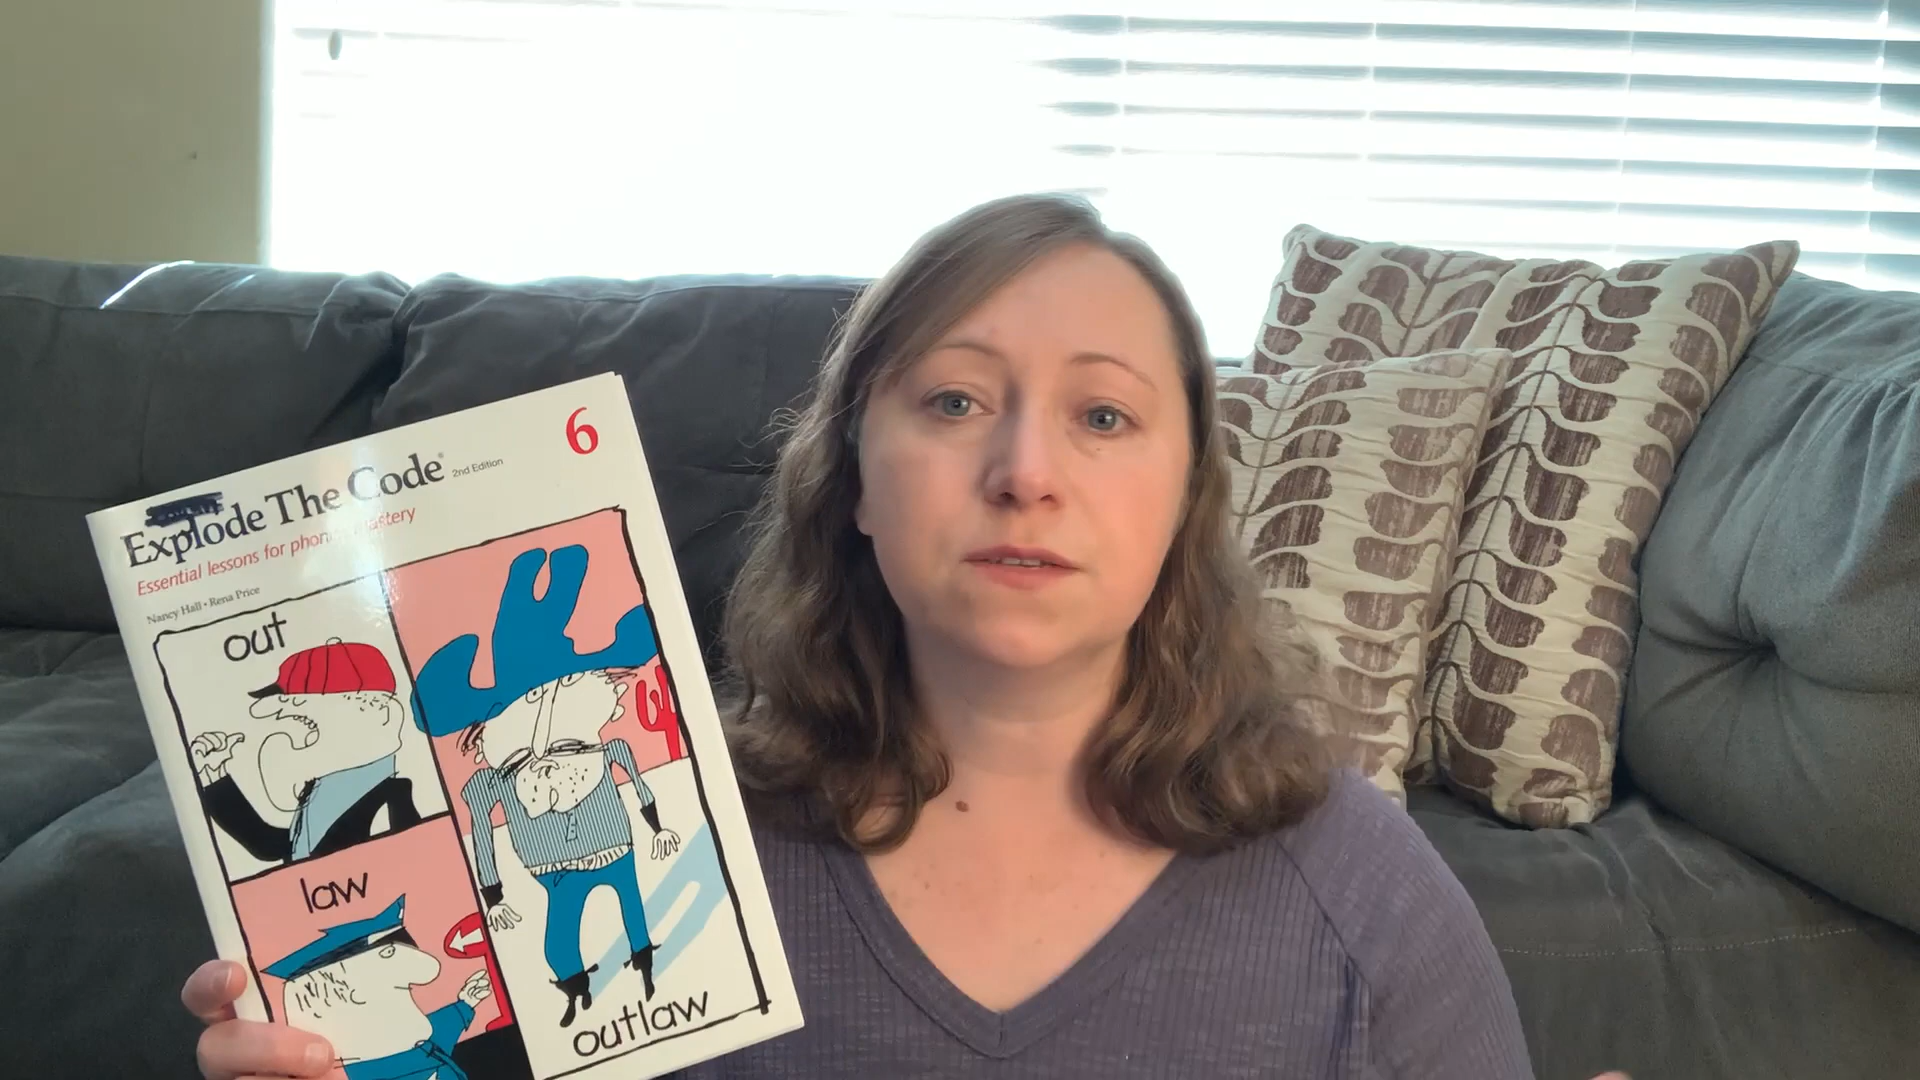 6
Explode The Code® 2nd Edition
Essential lessons for phonics mastery
Nancy Hall • Rena Price
out
law
outlaw